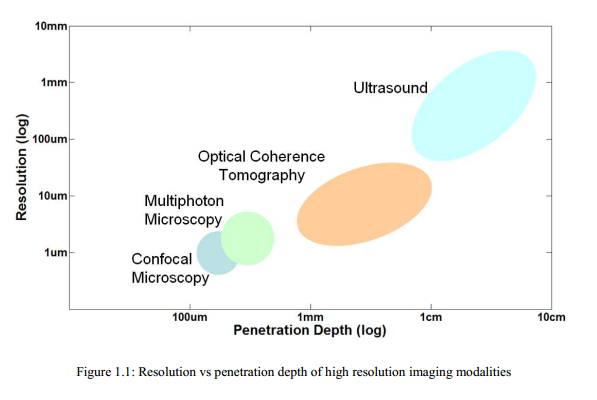 10mm
1mm
100um
10um
1um
Resolution (log)
Ultrasound
Optical Coherence
Tomography
Multiphoton
Microscopy
Confocal
Microscopy
100um
1mm
1cm
10cm
Penetration Depth (log)
Figure 1.1: Resolution vs penetration depth of high resolution imaging modalities